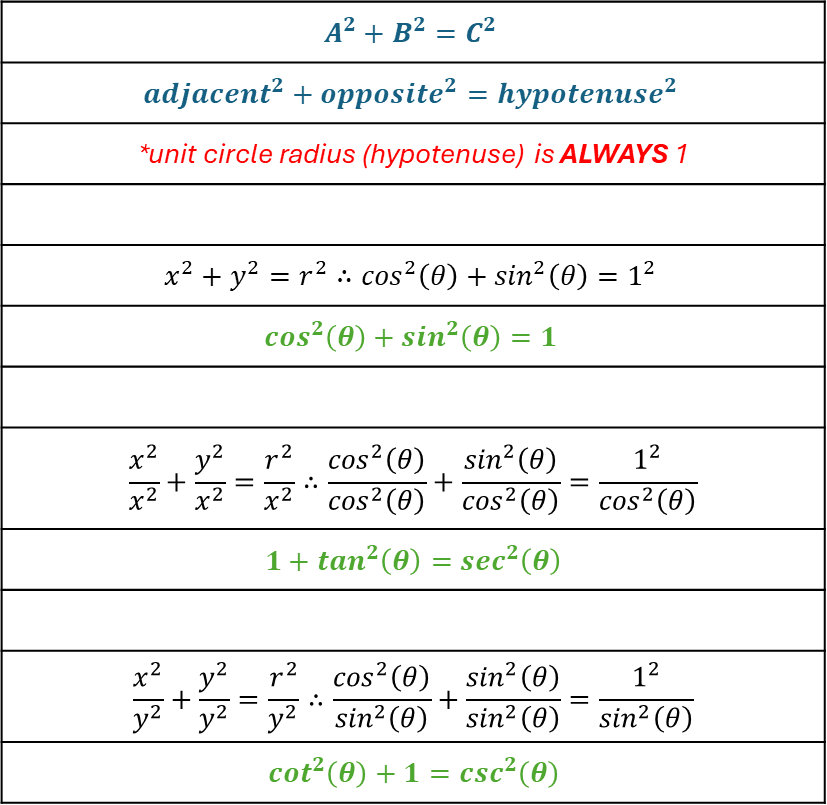 A² + B² = C²
adjacent² + opposite² = hypotenuse²
*unit circle radius (hypotenuse) is ALWAYS 1
x² + y² = r² ∴ cos²(θ) + sin²(θ) = 1²
cos²(θ) + sin²(θ) = 1
x²/x² + y²/x² = r²/x² ∴ cos²(θ)/cos²(θ) + sin²(θ)/cos²(θ) = 1²/cos²(θ)
1 + tan²(θ) = sec²(θ)
x²/y² + y²/y² = r²/y² ∴ cos²(θ)/sin²(θ) + sin²(θ)/sin²(θ) = 1²/sin²(θ)
cot²(θ) + 1 = csc²(θ)